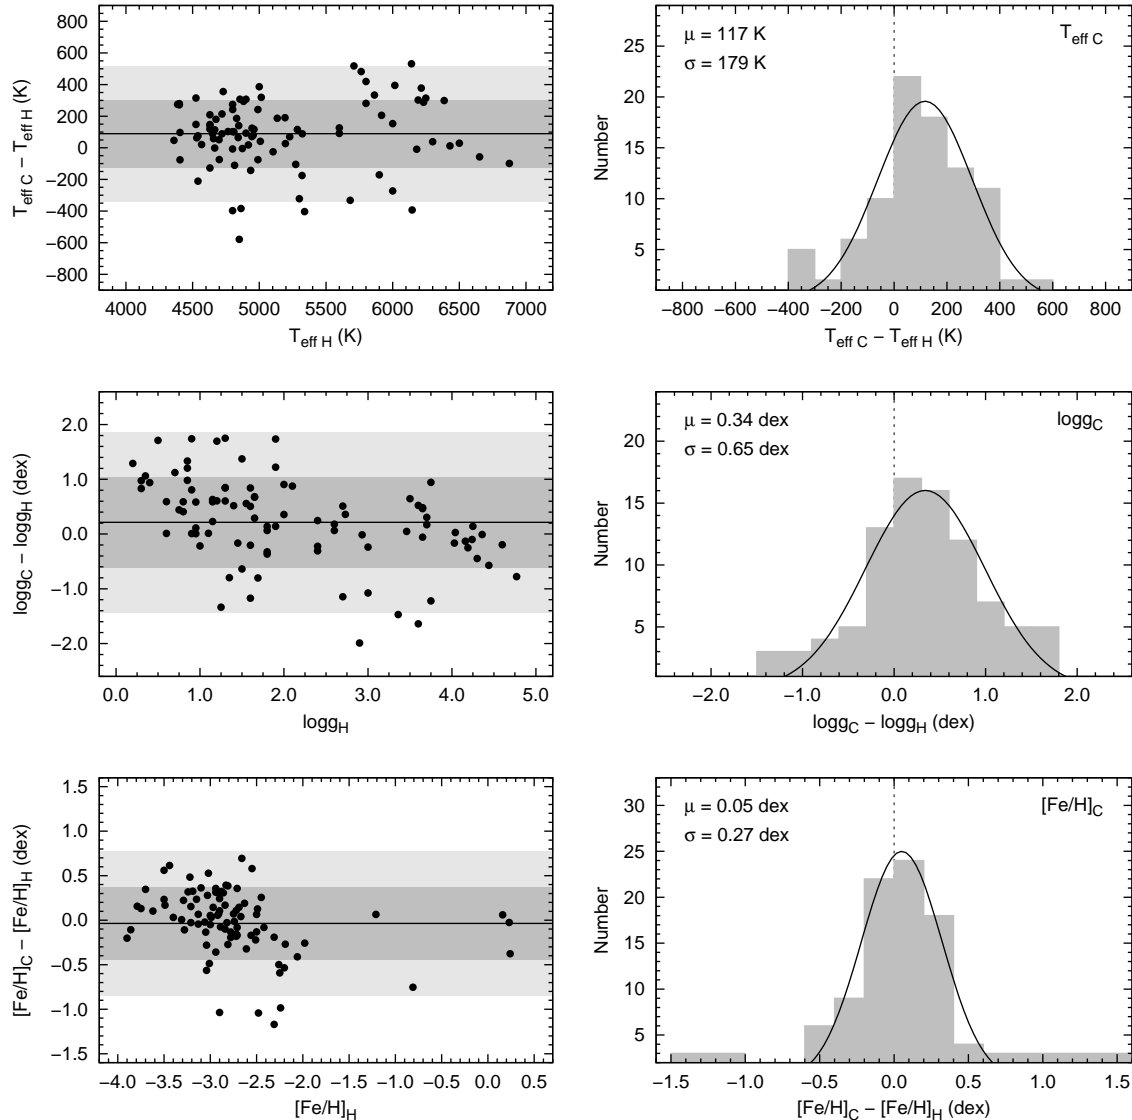 800
600
400
200
0
−200
−400
−600
−800
T_eff C − T_eff H (K)
4000 4500 5000 5500 6000 6500 7000
T_eff H (K)
25
20
15
10
5
Number
μ = 117 K
σ = 179 K
T_eff C
−800 −600 −400 −200 0 200 400 600 800
T_eff C − T_eff H (K)
2.0
1.0
0.0
−1.0
−2.0
logg_C − logg_H (dex)
0.0 1.0 2.0 3.0 4.0 5.0
logg_H
20
15
10
5
Number
μ = 0.34 dex
σ = 0.65 dex
logg_C
−2.0 −1.0 0.0 1.0 2.0
logg_C − logg_H (dex)
1.5
1.0
0.5
0.0
−0.5
−1.0
−1.5
[Fe/H]_C − [Fe/H]_H (dex)
−4.0 −3.5 −3.0 −2.5 −2.0 −1.5 −1.0 −0.5 0.0 0.5
[Fe/H]_H
30
25
20
15
10
5
Number
μ = 0.05 dex
σ = 0.27 dex
[Fe/H]_C
−1.5 −1.0 −0.5 0.0 0.5 1.0 1.5
[Fe/H]_C − [Fe/H]_H (dex)